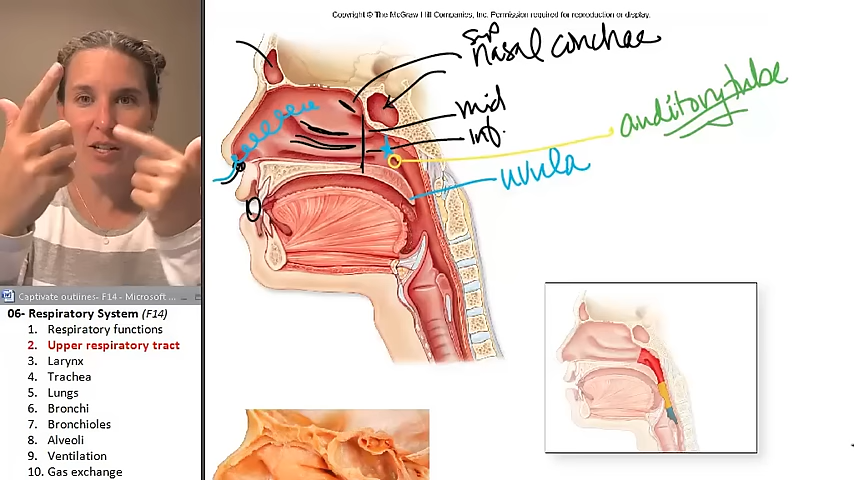 Copyright © The McGraw Hill Companies, Inc. Permission required for reproduction or display.
sup
nasal conchae
mid
inf.
auditory tube
uvula
Captivate outlines- F14 - Microsoft ...
06- Respiratory System (F14)
1. Respiratory functions
2. Upper respiratory tract
3. Larynx
4. Trachea
5. Lungs
6. Bronchi
7. Bronchioles
8. Alveoli
9. Ventilation
10. Gas exchange